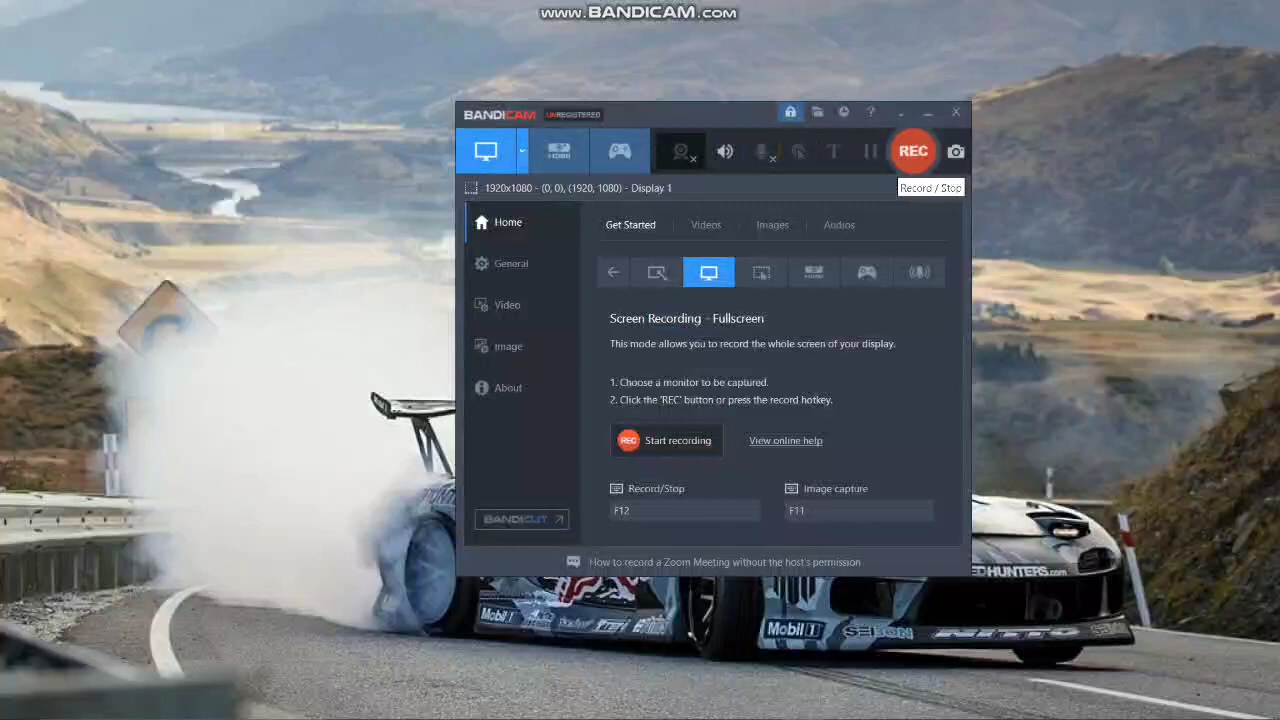 www.BANDICAM.com
BANDICAM UNREGISTERED
?
HDMI
T
REC
1920x1080 - (0, 0), (1920, 1080) - Display 1
Record / Stop
Home
Get Started
Videos
Images
Audios
General
Video
Image
About
Screen Recording - Fullscreen
This mode allows you to record the whole screen of your display.
1. Choose a monitor to be captured.
2. Click the 'REC' button or press the record hotkey.
REC Start recording
View online help
Record/Stop
Image capture
F12
F11
BANDICUT
How to record a Zoom Meeting without the host's permission
EDHUNTERS.com
Mobil 1
Mobil 1
SEIBON
NITTO